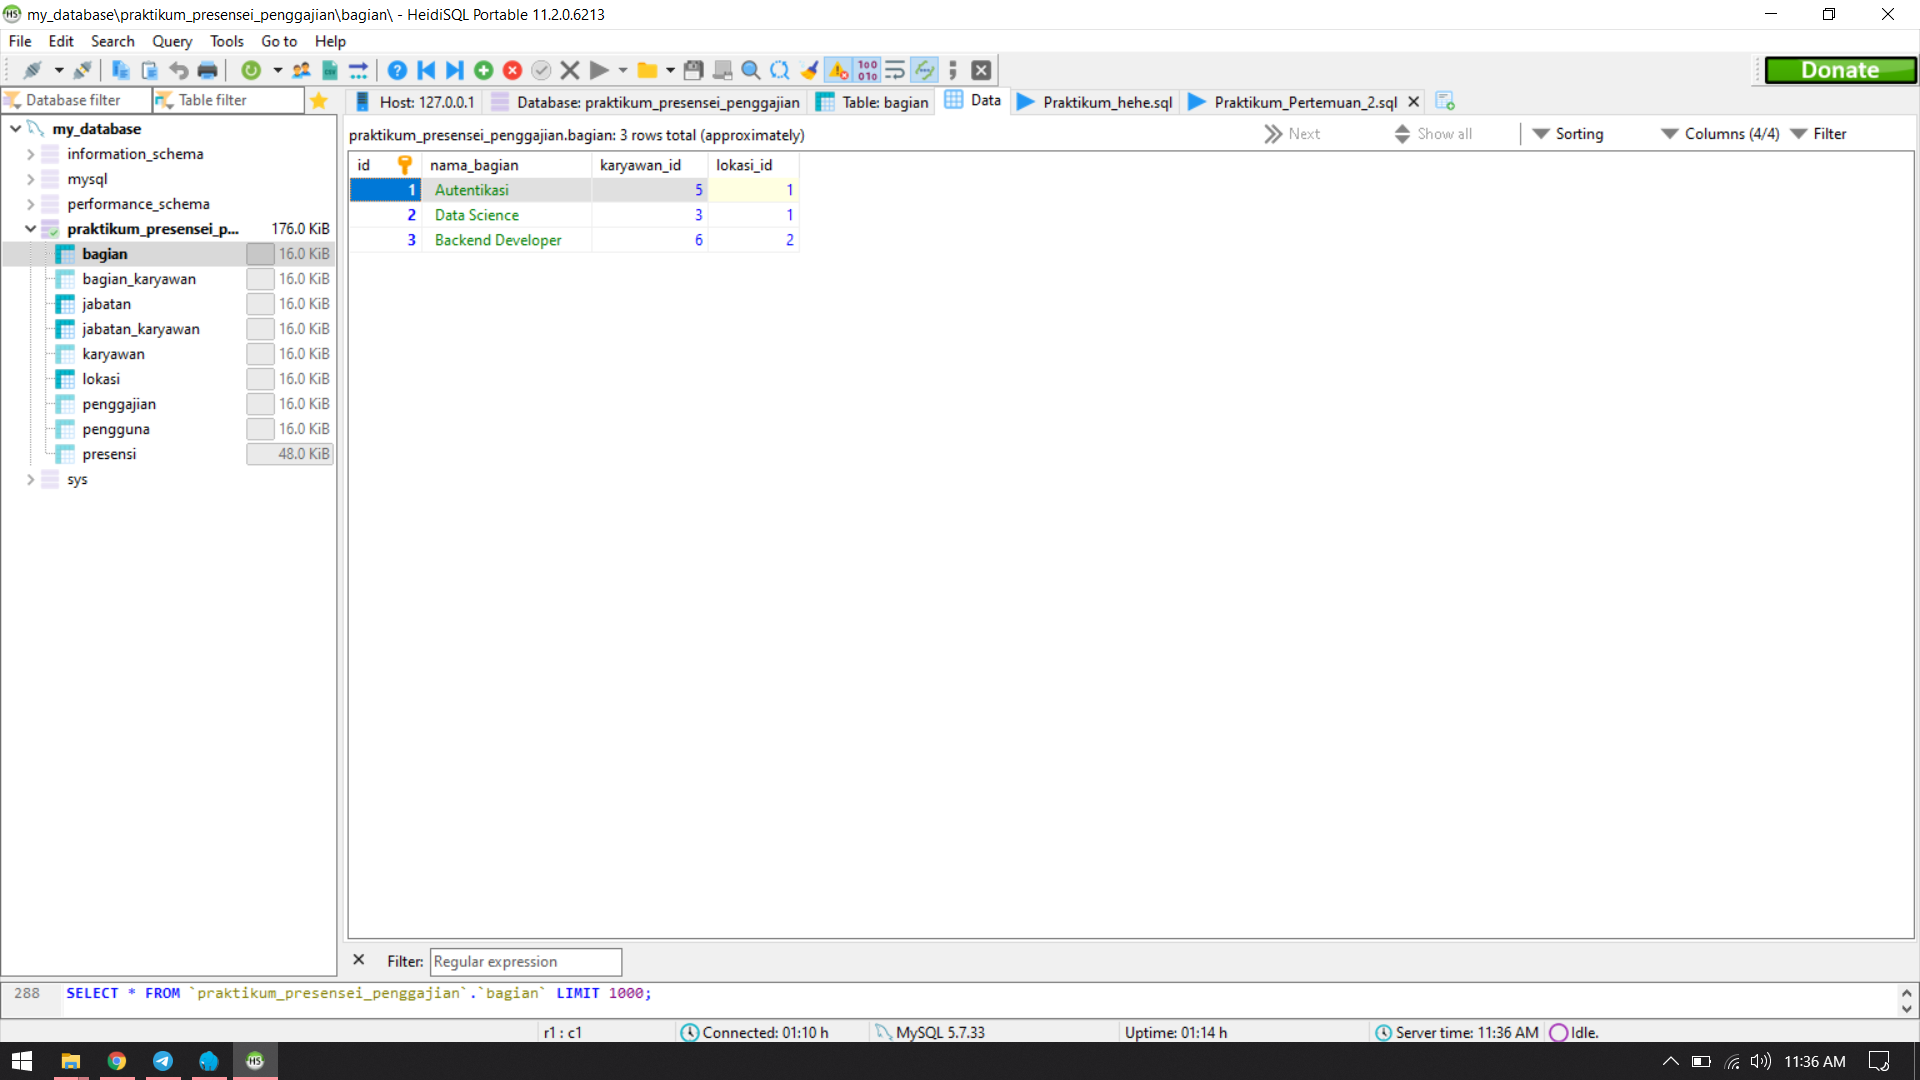 my_database\praktikum_presensei_penggajian\bagian\ - HeidiSQL Portable 11.2.0.6213
File Edit Search Query Tools Go to Help
Donate
Database filter Table filter
Host: 127.0.0.1 Database: praktikum_presensei_penggajian Table: bagian Data Praktikum_hehe.sql Praktikum_Pertemuan_2.sql
praktikum_presensei_penggajian.bagian: 3 rows total (approximately) Next Show all Sorting Columns (4/4) Filter
my_database
information_schema
mysql
performance_schema
praktikum_presensei_p... 176.0 KiB
bagian 16.0 KiB
bagian_karyawan 16.0 KiB
jabatan 16.0 KiB
jabatan_karyawan 16.0 KiB
karyawan 16.0 KiB
lokasi 16.0 KiB
penggajian 16.0 KiB
pengguna 16.0 KiB
presensi 48.0 KiB
sys
id nama_bagian karyawan_id lokasi_id
1 Autentikasi 5 1
2 Data Science 3 1
3 Backend Developer 6 2
Filter: Regular expression
288 SELECT * FROM `praktikum_presensei_penggajian`.`bagian` LIMIT 1000;
r1 : c1 Connected: 01:10 h MySQL 5.7.33 Uptime: 01:14 h Server time: 11:36 AM Idle.
HS 11:36 AM